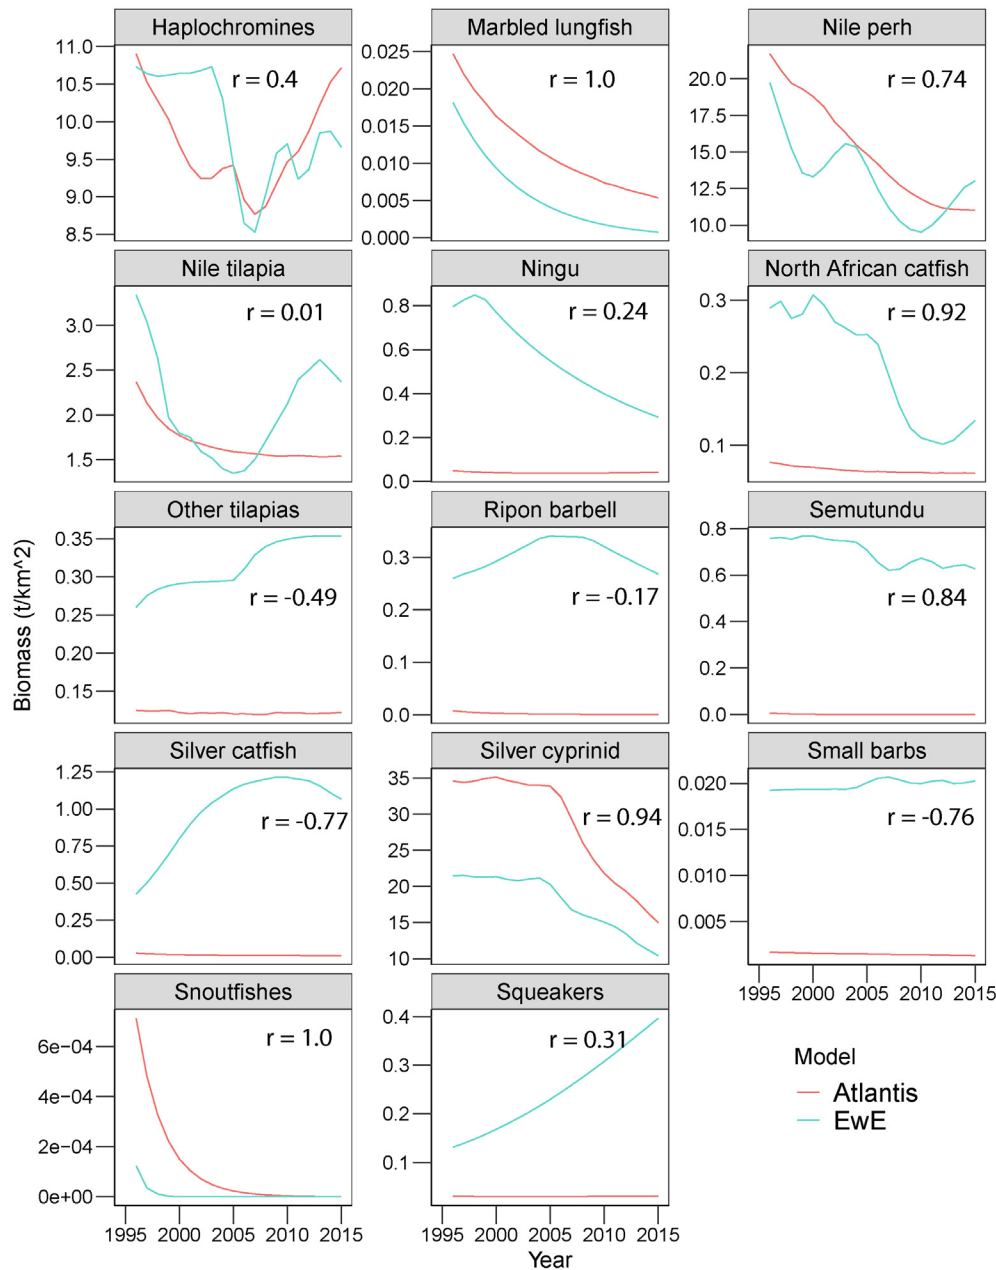 Haplochromines
Marbled lungfish
Nile perh
11.0
10.5
10.0
9.5
9.0
8.5
r = 0.4
0.025
0.020
0.015
0.010
0.005
0.000
r = 1.0
20.0
17.5
15.0
12.5
10.0
r = 0.74
Nile tilapia
Ningu
North African catfish
3.0
2.5
2.0
1.5
r = 0.01
0.8
0.6
0.4
0.2
0.0
r = 0.24
0.3
0.2
0.1
r = 0.92
Other tilapias
Ripon barbell
Semutundu
0.35
0.30
0.25
0.20
0.15
r = -0.49
0.3
0.2
0.1
0.0
r = -0.17
0.8
0.6
0.4
0.2
0.0
r = 0.84
Biomass (t/km^2)
Silver catfish
Silver cyprinid
Small barbs
1.25
1.00
0.75
0.50
0.25
0.00
r = -0.77
35
30
25
20
15
10
r = 0.94
0.020
0.015
0.010
0.005
r = -0.76
1995 2000 2005 2010 2015
Snoutfishes
Squeakers
6e−04
4e−04
2e−04
0e+00
r = 1.0
0.4
0.3
0.2
0.1
r = 0.31
1995 2000 2005 2010 2015
1995 2000 2005 2010 2015
Year
Model
Atlantis
EwE